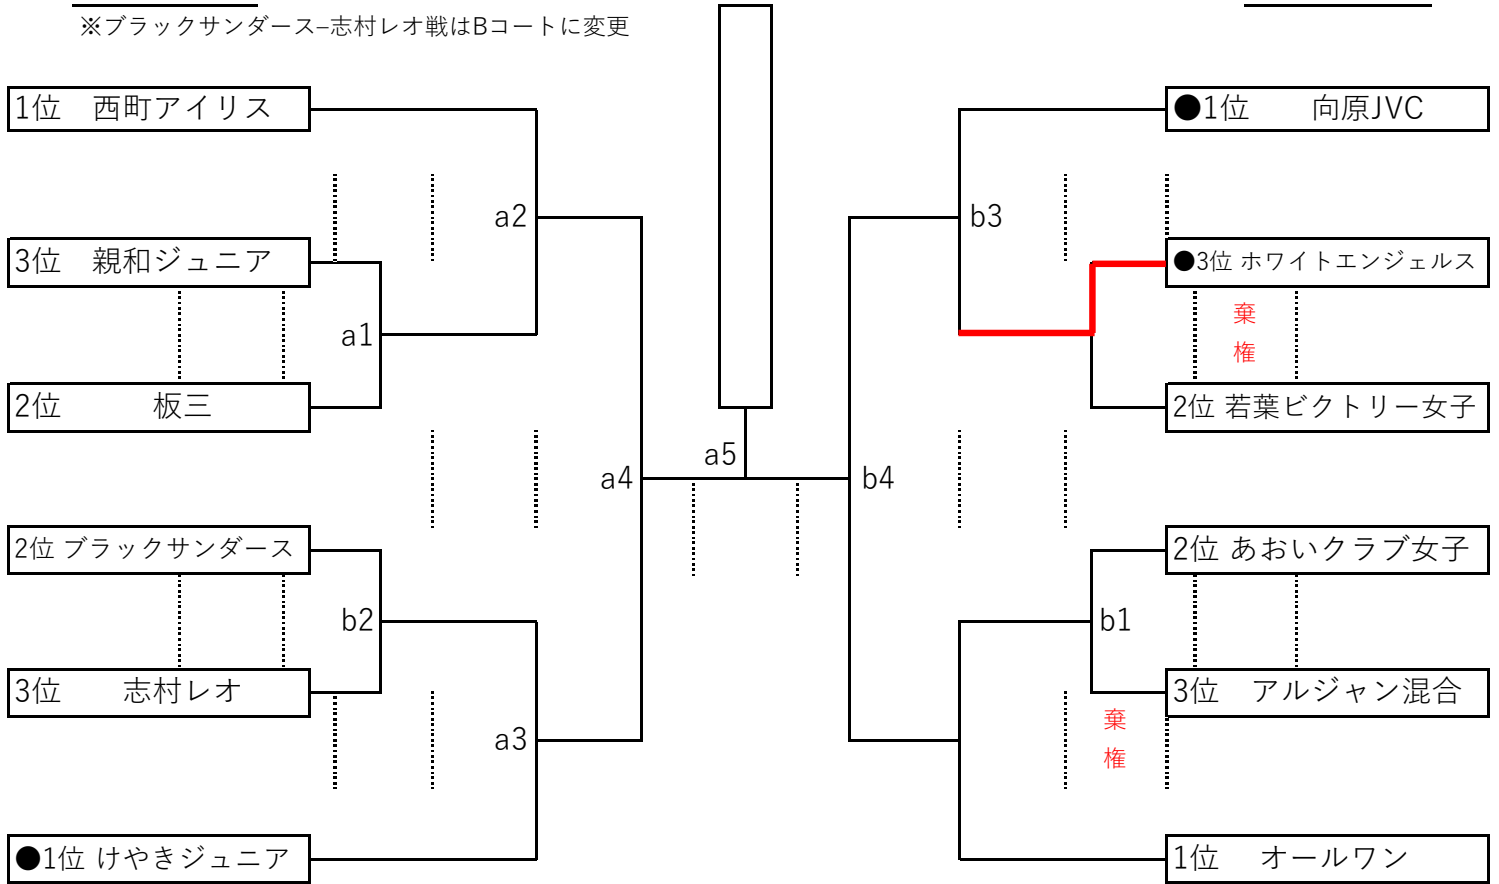 ※ブラックサンダース−志村レオ戦はBコートに変更
1位 西町アイリス
●1位 向原JVC
a2
b3
3位 親和ジュニア
●3位 ホワイトエンジェルス
a1
棄
権
2位 板三
2位 若葉ビクトリー女子
a5
a4
b4
2位 ブラックサンダース
2位 あおいクラブ女子
b2
b1
3位 志村レオ
3位 アルジャン混合
a3
棄
権
●1位 けやきジュニア
1位 オールワン